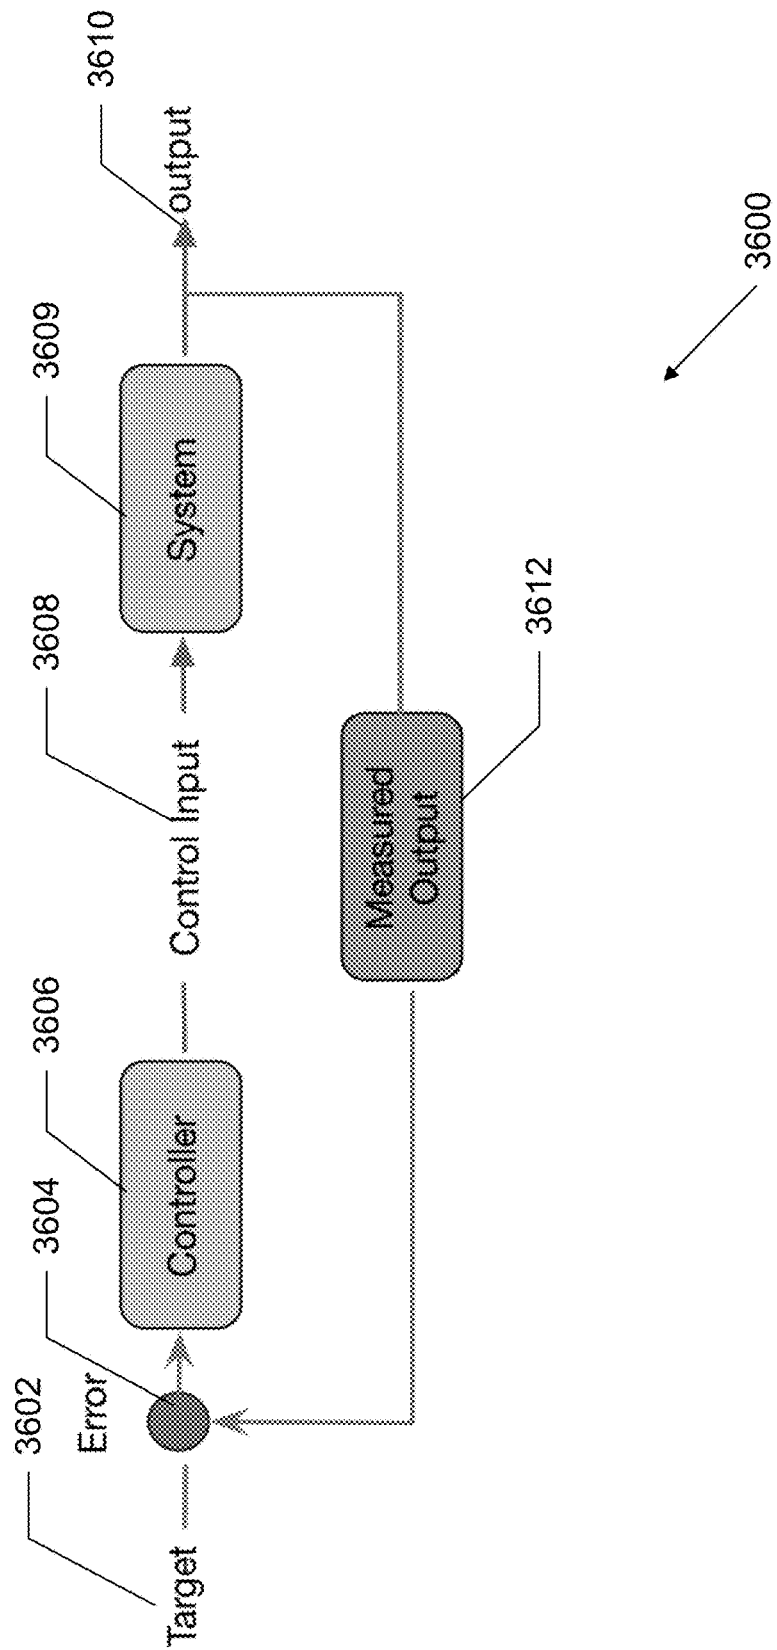 3602
3604
3606
3608
3609
3610
Error
Target
Controller
Control Input
System
output
Measured
Output
3612
3600